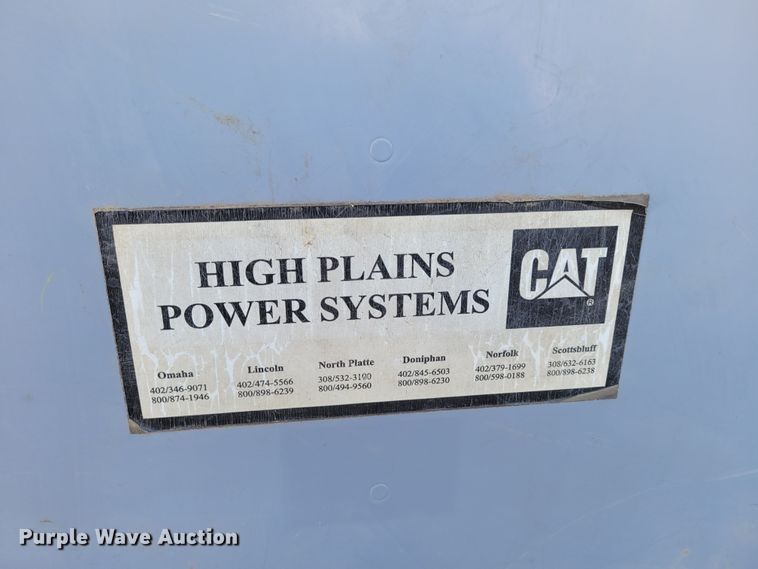 HIGH PLAINS
POWER SYSTEMS
CAT®
Omaha
402/346-9071
800/874-1946
Lincoln
402/474-5566
800/898-6239
North Platte
308/532-3100
800/494-9560
Doniphan
402/845-6503
800/898-6230
Norfolk
402/379-1699
800/598-0188
Scottsbluff
308/632-6163
800/898-6238
Purple Wave Auction